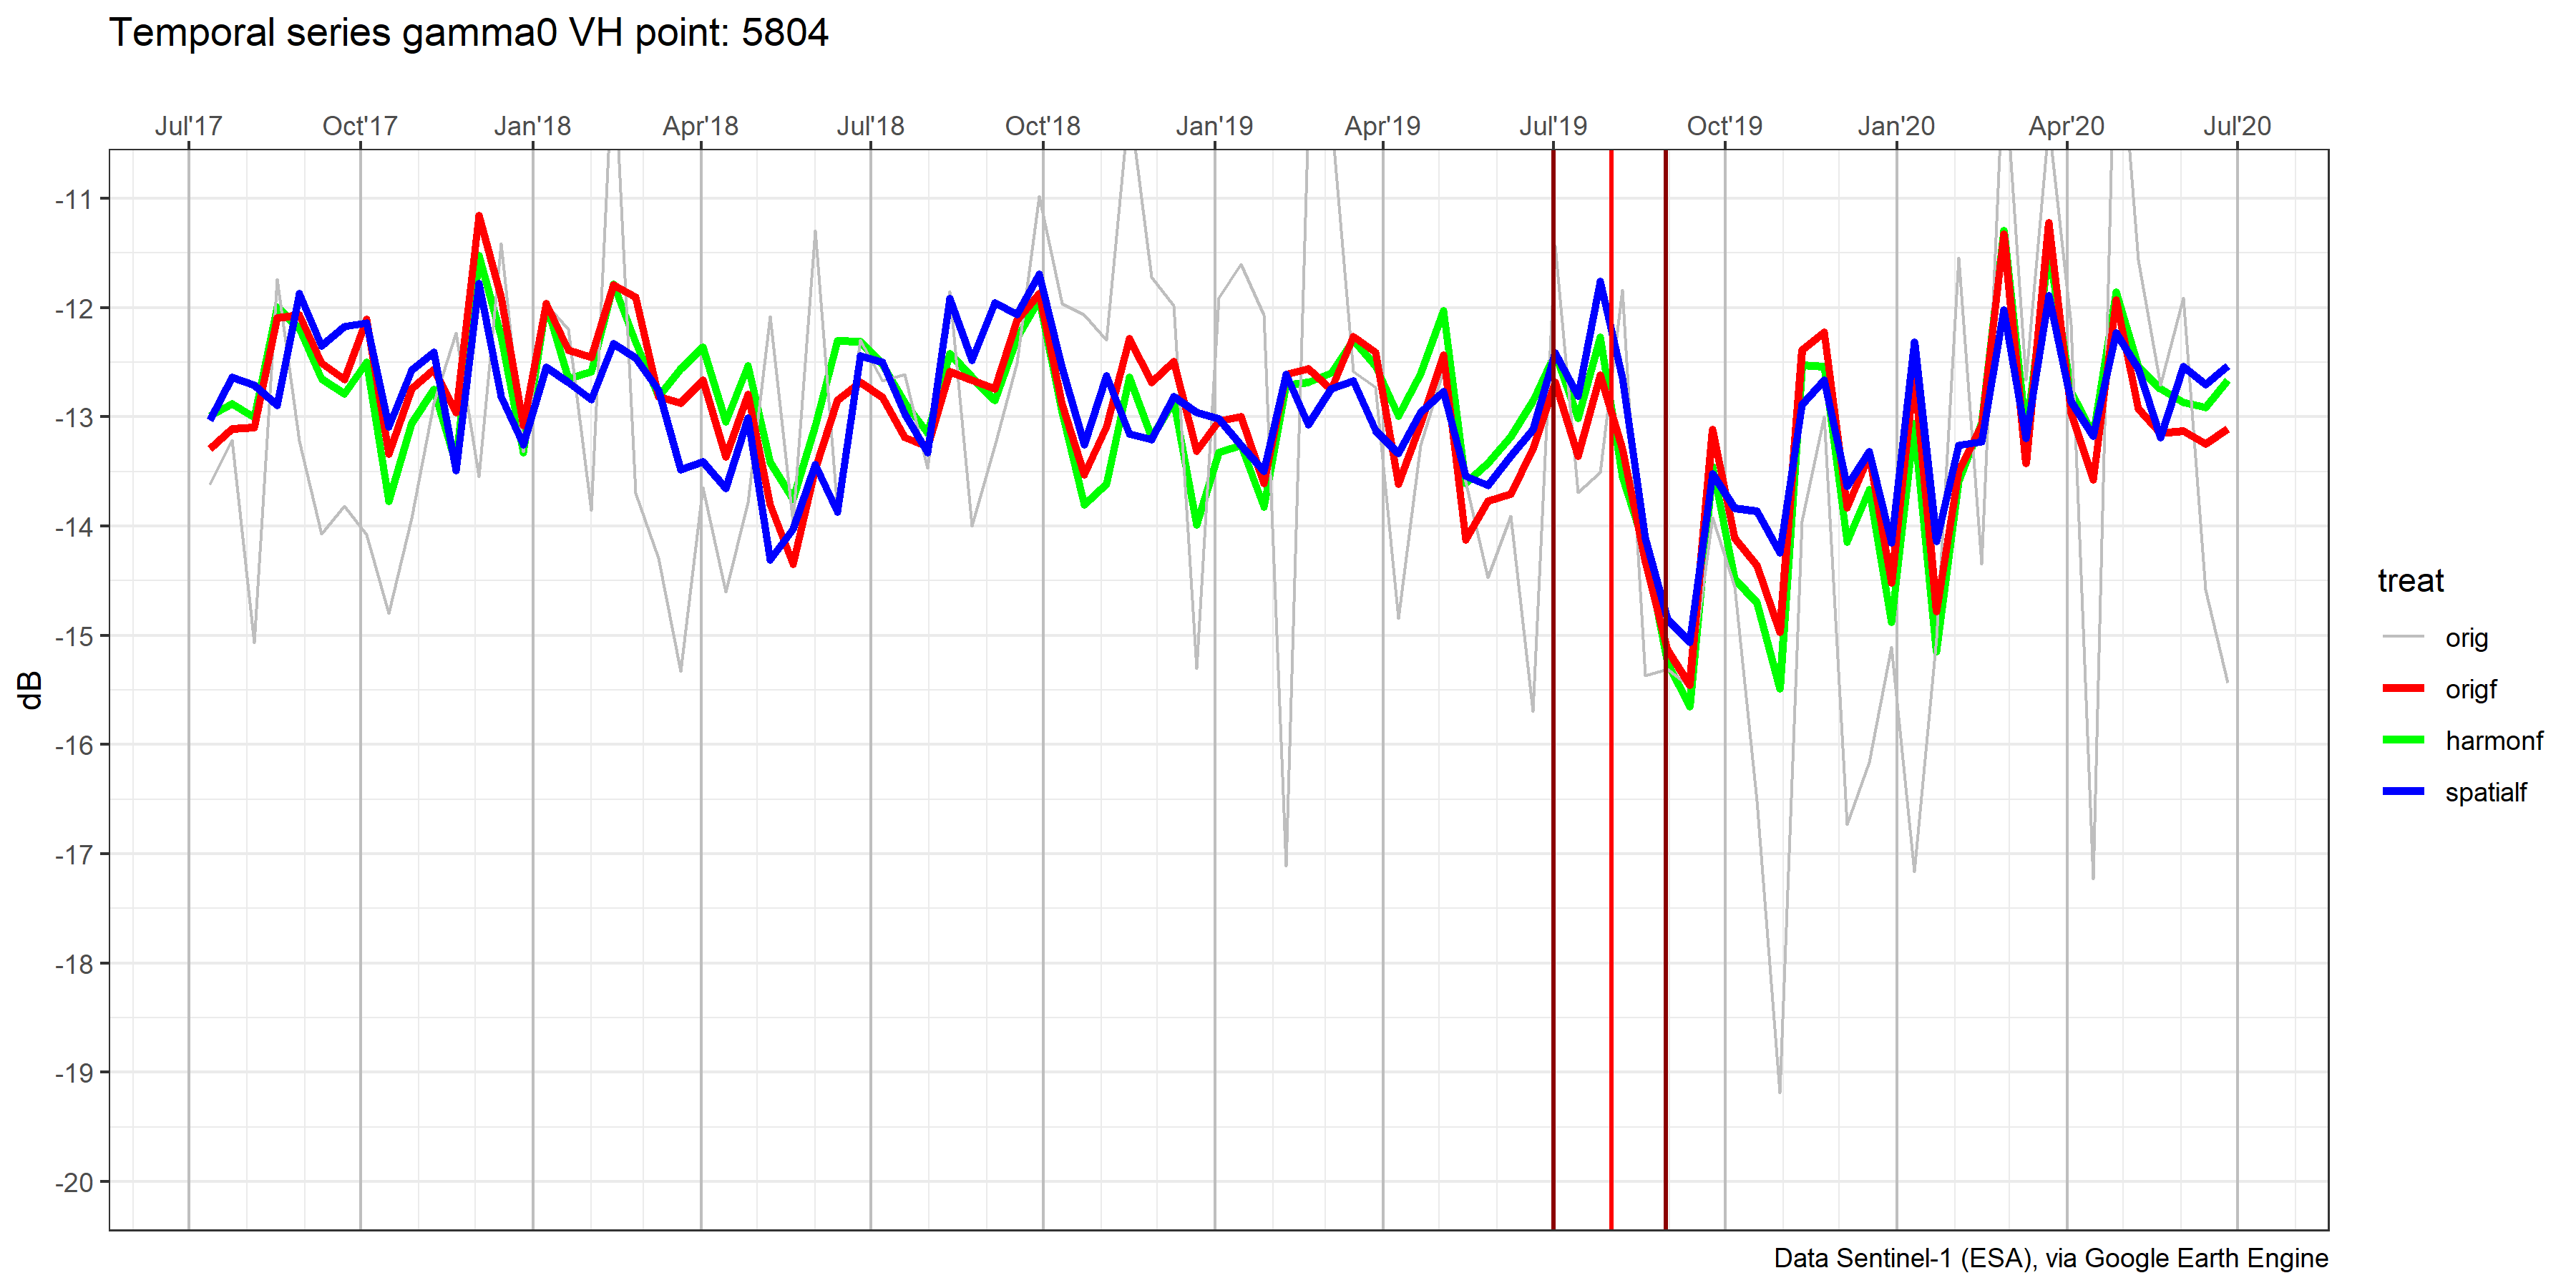 Temporal series gamma0 VH point: 5804
Jul'17 Oct'17 Jan'18 Apr'18 Jul'18 Oct'18 Jan'19 Apr'19 Jul'19 Oct'19 Jan'20 Apr'20 Jul'20
-11
-12
-13
-14
-15
-16
-17
-18
-19
-20
dB
treat
orig
origf
harmonf
spatialf
Data Sentinel-1 (ESA), via Google Earth Engine